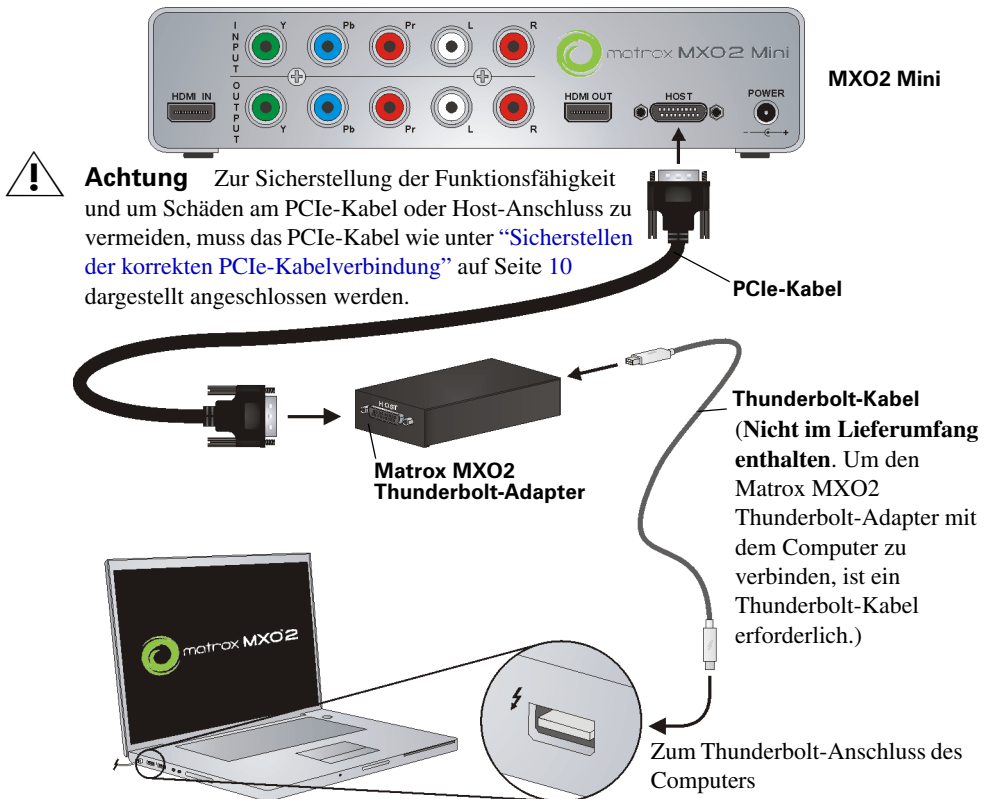 INPUT
Y Pb Pr L R
matrox MXO2 Mini
MXO2 Mini
HDMI IN
OUTPUT
HDMI OUT
HOST
POWER
- +
Y Pb Pr L R
! Achtung Zur Sicherstellung der Funktionsfähigkeit
und um Schäden am PCIe-Kabel oder Host-Anschluss zu
vermeiden, muss das PCIe-Kabel wie unter “Sicherstellen
der korrekten PCIe-Kabelverbindung” auf Seite 10
dargestellt angeschlossen werden.
PCIe-Kabel
HOST
Matrox MXO2
Thunderbolt-Adapter
Thunderbolt-Kabel
(Nicht im Lieferumfang
enthalten. Um den
Matrox MXO2
Thunderbolt-Adapter mit
dem Computer zu
verbinden, ist ein
Thunderbolt-Kabel
erforderlich.)
matrox MXO2
Zum Thunderbolt-Anschluss des
Computers